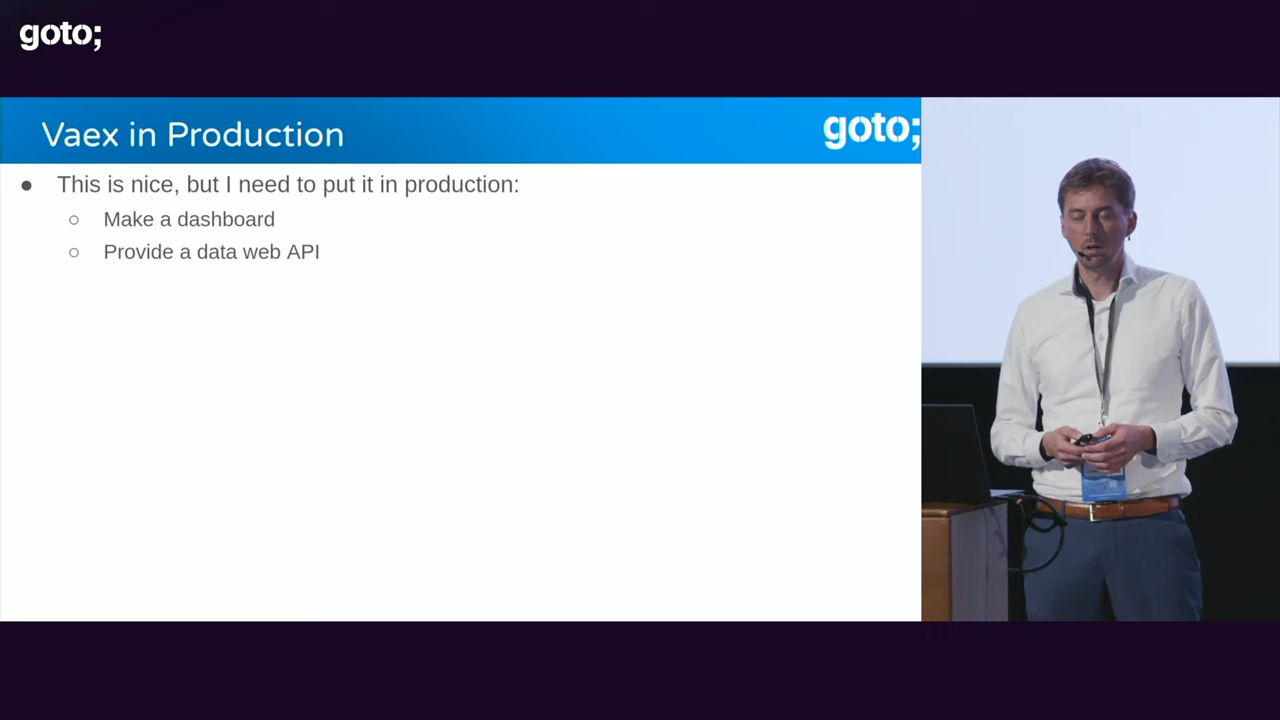 goto;
Vaex in Production
goto;
● This is nice, but I need to put it in production:
○ Make a dashboard
○ Provide a data web API